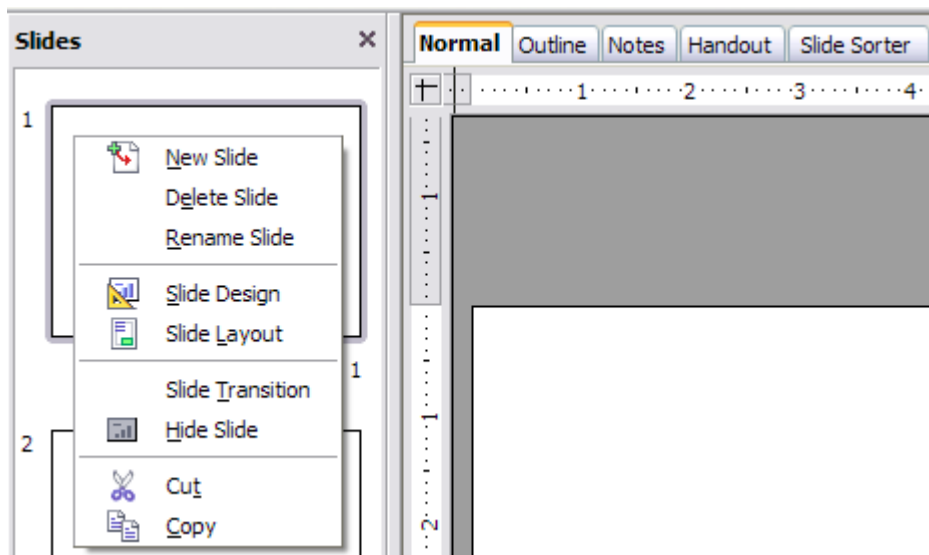 Slides
Normal Outline Notes Handout Slide Sorter
1 2 3 4
1
New Slide
Delete Slide
Rename Slide
Slide Design
Slide Layout
1
Slide Transition
Hide Slide
2
Cut
Copy
1
1
2